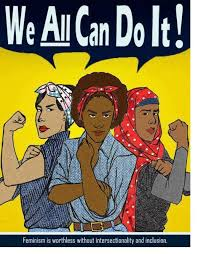 We All Can Do It!
Feminism is worthless without intersectionality and inclusion.